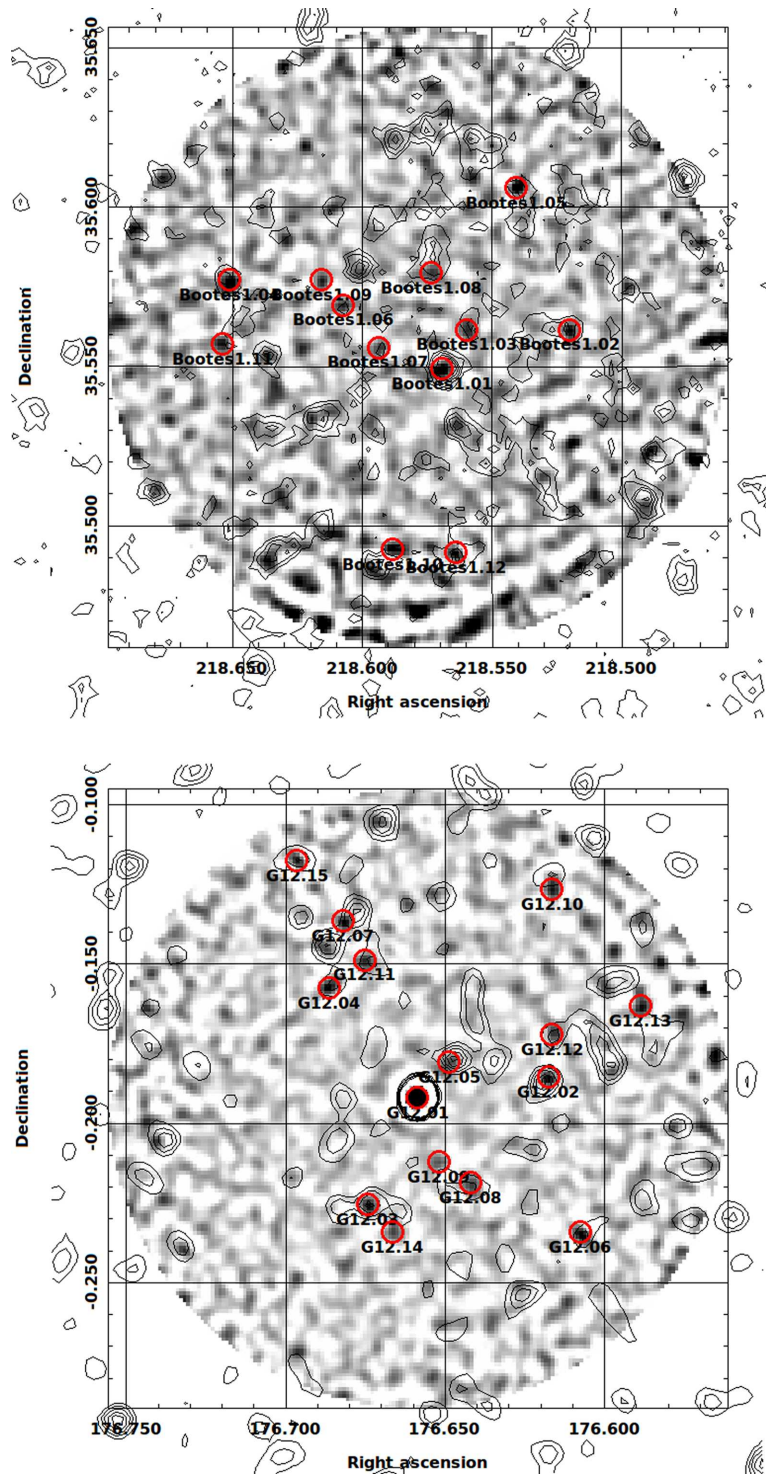 35.650
Bootes1.05
35.600
Bootes1.08
Bootes1.04
Bootes1.09
Bootes1.06
Bootes1.03
Bootes1.02
Bootes1.11
Bootes1.07
Bootes1.01
35.550
35.500
Bootes1.10
Bootes1.12
Declination
218.650 218.600 218.550 218.500
Right ascension
-0.100
G12.15
G12.10
G12.07
-0.150
G12.11
G12.04
G12.13
G12.12
G12.05
G12.02
G12.01
-0.200
G12.09
G12.08
G12.03
G12.14
G12.06
-0.250
Declination
176.750 176.700 176.650 176.600
Right ascension